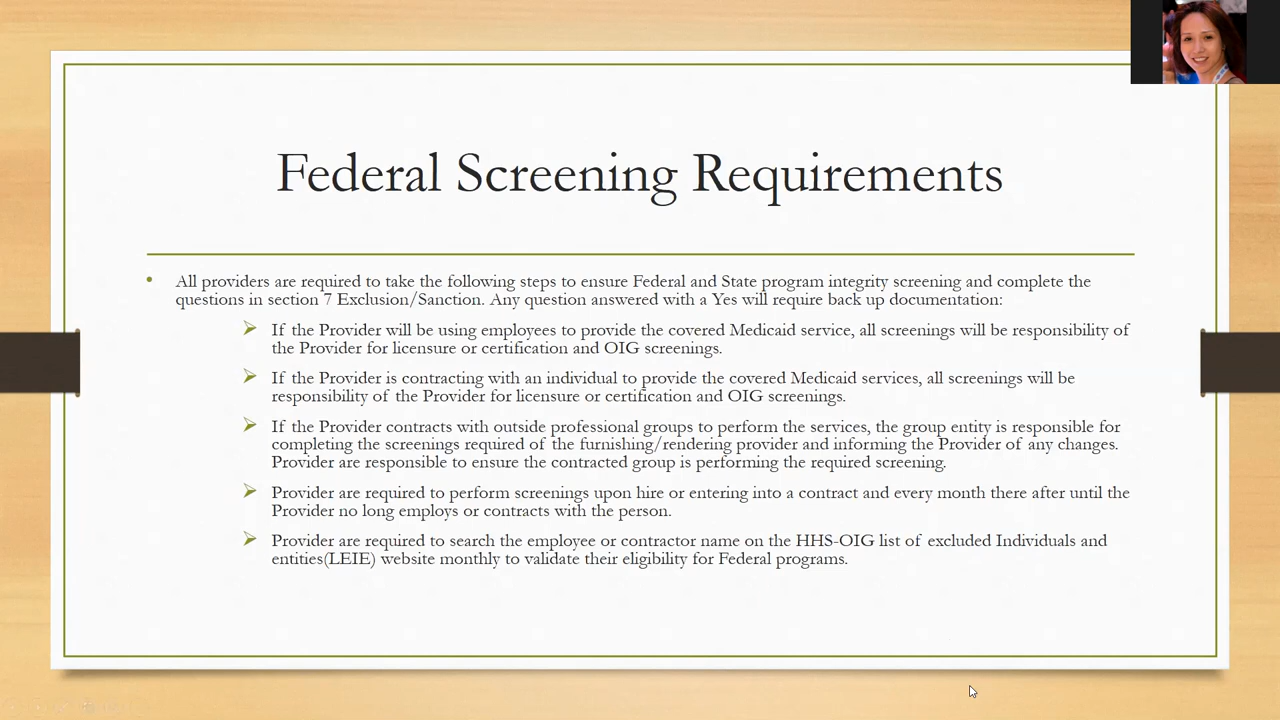 Federal Screening Requirements
All providers are required to take the following steps to ensure Federal and State program integrity screening and complete the
questions in section 7 Exclusion/Sanction. Any question answered with a Yes will require back up documentation:
If the Provider will be using employees to provide the covered Medicaid service, all screenings will be responsibility of
the Provider for licensure or certification and OIG screenings.
If the Provider is contracting with an individual to provide the covered Medicaid services, all screenings will be
responsibility of the Provider for licensure or certification and OIG screenings.
If the Provider contracts with outside professional groups to perform the services, the group entity is responsible for
completing the screenings required of the furnishing/rendering provider and informing the Provider of any changes.
Provider are responsible to ensure the contracted group is performing the required screening.
Provider are required to perform screenings upon hire or entering into a contract and every month there after until the
Provider no long employs or contracts with the person.
Provider are required to search the employee or contractor name on the HHS-OIG list of excluded Individuals and
entities(LEIE) website monthly to validate their eligibility for Federal programs.